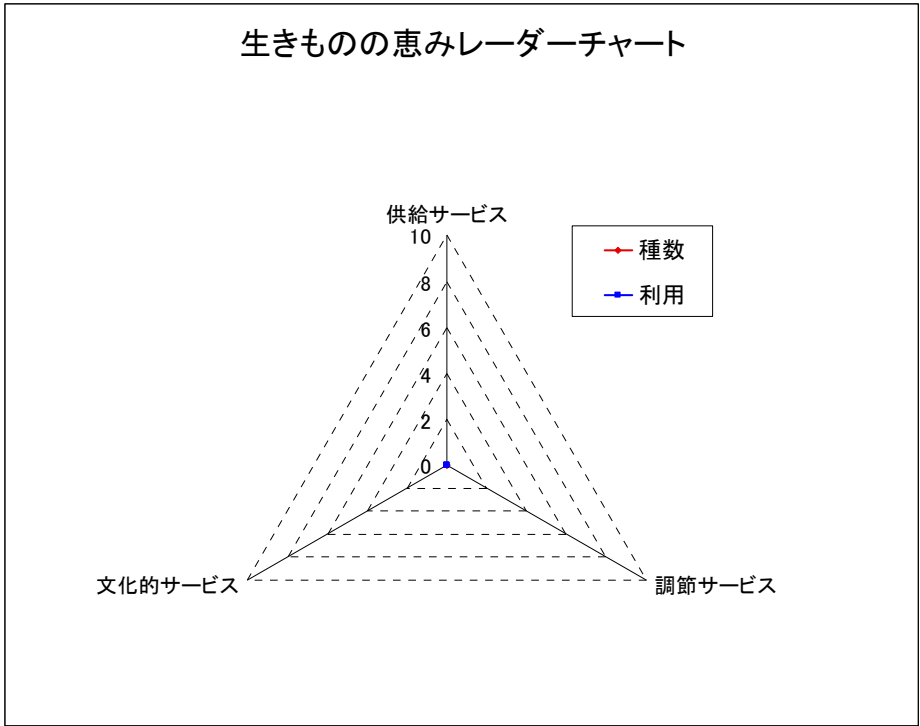 生きものの恵みレーダーチャート
供給サービス
10
8
6
4
2
0
種数
利用
文化的サービス
調節サービス